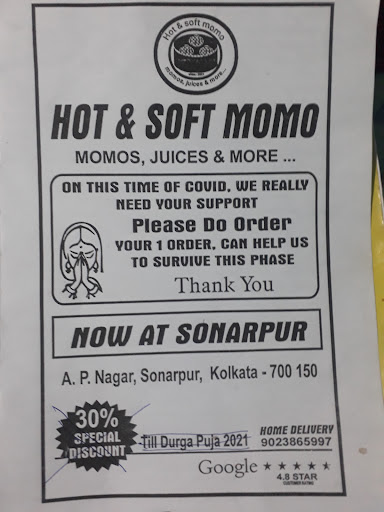 Hot & soft momo
momos, juices & more...
HOT & SOFT MOMO
MOMOS, JUICES & MORE ...
ON THIS TIME OF COVID, WE REALLY
NEED YOUR SUPPORT
Please Do Order
YOUR 1 ORDER, CAN HELP US
TO SURVIVE THIS PHASE
Thank You
NOW AT SONARPUR
A. P. Nagar, Sonarpur, Kolkata - 700 150
30%
SPECIAL
DISCOUNT
Till Durga Puja 2021
HOME DELIVERY
9023865997
Google ★ ★ ★ ★ ★
4.8 STAR
CUSTOMER RATING